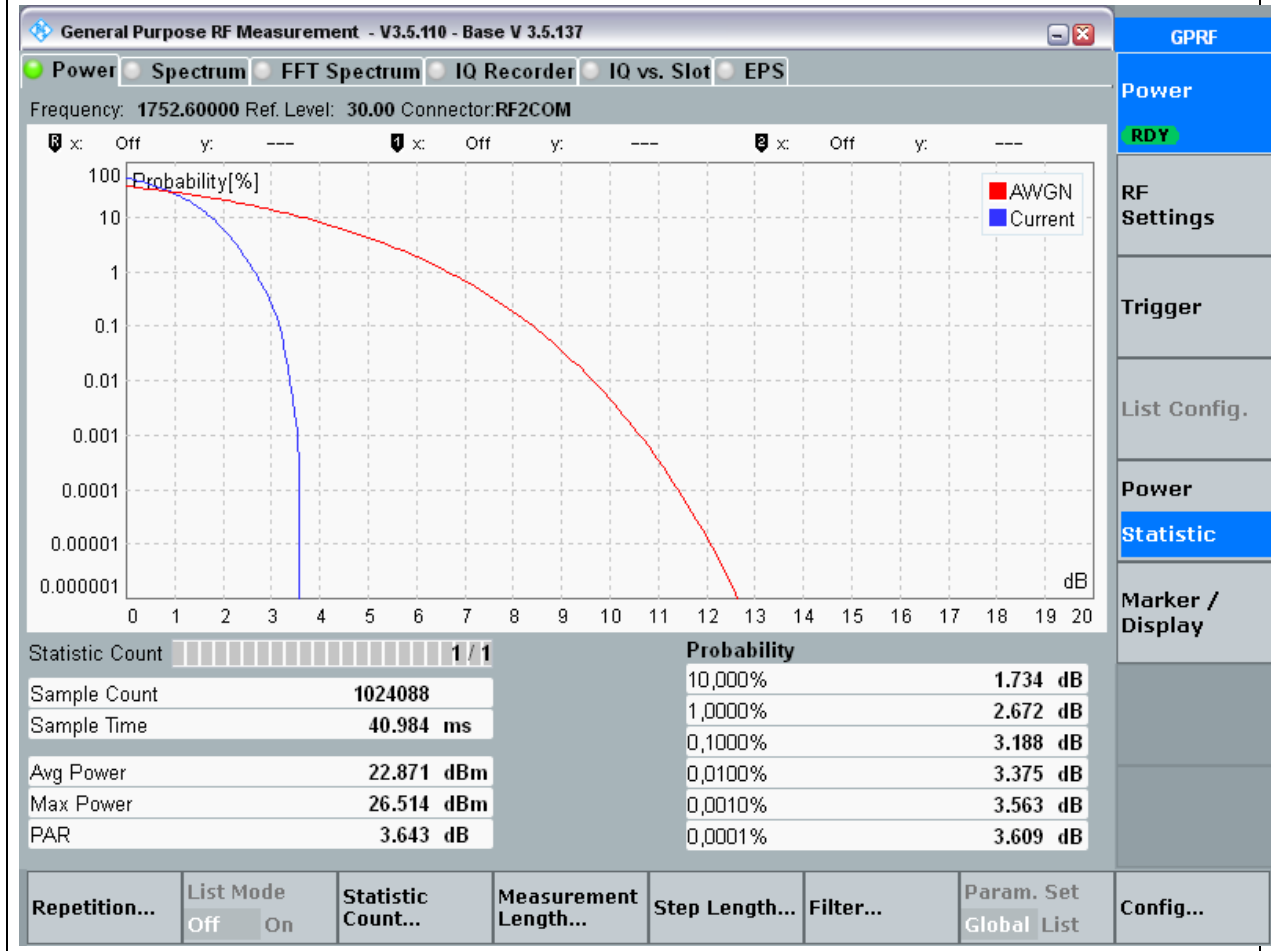 General Purpose RF Measurement - V3.5.110 - Base V 3.5.137
GPRF
Power Spectrum FFT Spectrum IQ Recorder IQ vs. Slot EPS
Power
RDY
Frequency: 1752.60000 Ref. Level: 30.00 Connector:RF2COM
R x: Off y: --- 1 x: Off y: --- 2 x: Off y: ---
Probability[%]
AWGN
Current
100
10
1
0.1
0.01
0.001
0.0001
0.00001
0.000001
dB
0 1 2 3 4 5 6 7 8 9 10 11 12 13 14 15 16 17 18 19 20
RF Settings
Trigger
List Config.
Power
Statistic
Marker / Display
Statistic Count 1 / 1
Sample Count 1024088
Sample Time 40.984 ms
Avg Power 22.871 dBm
Max Power 26.514 dBm
PAR 3.643 dB
Probability
10,000% 1.734 dB
1,0000% 2.672 dB
0,1000% 3.188 dB
0,0100% 3.375 dB
0,0010% 3.563 dB
0,0001% 3.609 dB
Repetition...
List Mode
Off On
Statistic Count...
Measurement Length...
Step Length...
Filter...
Param. Set
Global List
Config...